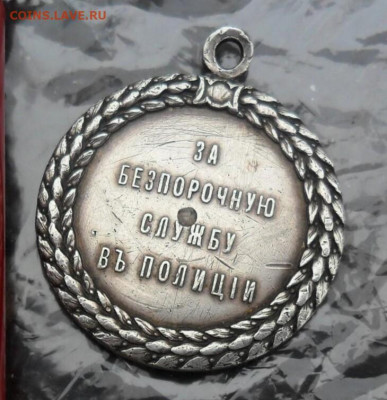 COINS.LAVE.RU
ЗА
БЕЗПОРОЧНУЮ
СЛУЖБУ
ВЪ ПОЛИЦІИ